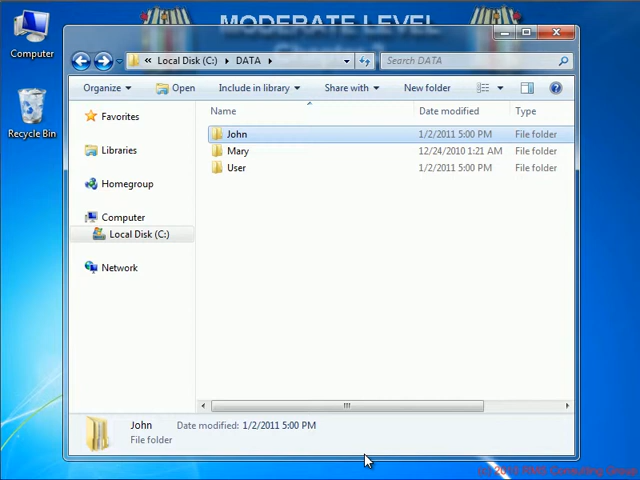 MODERATE LEVEL
Computer
Recycle Bin
Local Disk (C:) DATA
Search DATA
Organize Open Include in library Share with New folder
Name Date modified Type
Favorites
Libraries
Homegroup
Computer
Local Disk (C:)
Network
John 1/2/2011 5:00 PM File folder
Mary 12/24/2010 1:21 AM File folder
User 1/2/2011 5:00 PM File folder
John Date modified: 1/2/2011 5:00 PM
File folder
Consulting Group